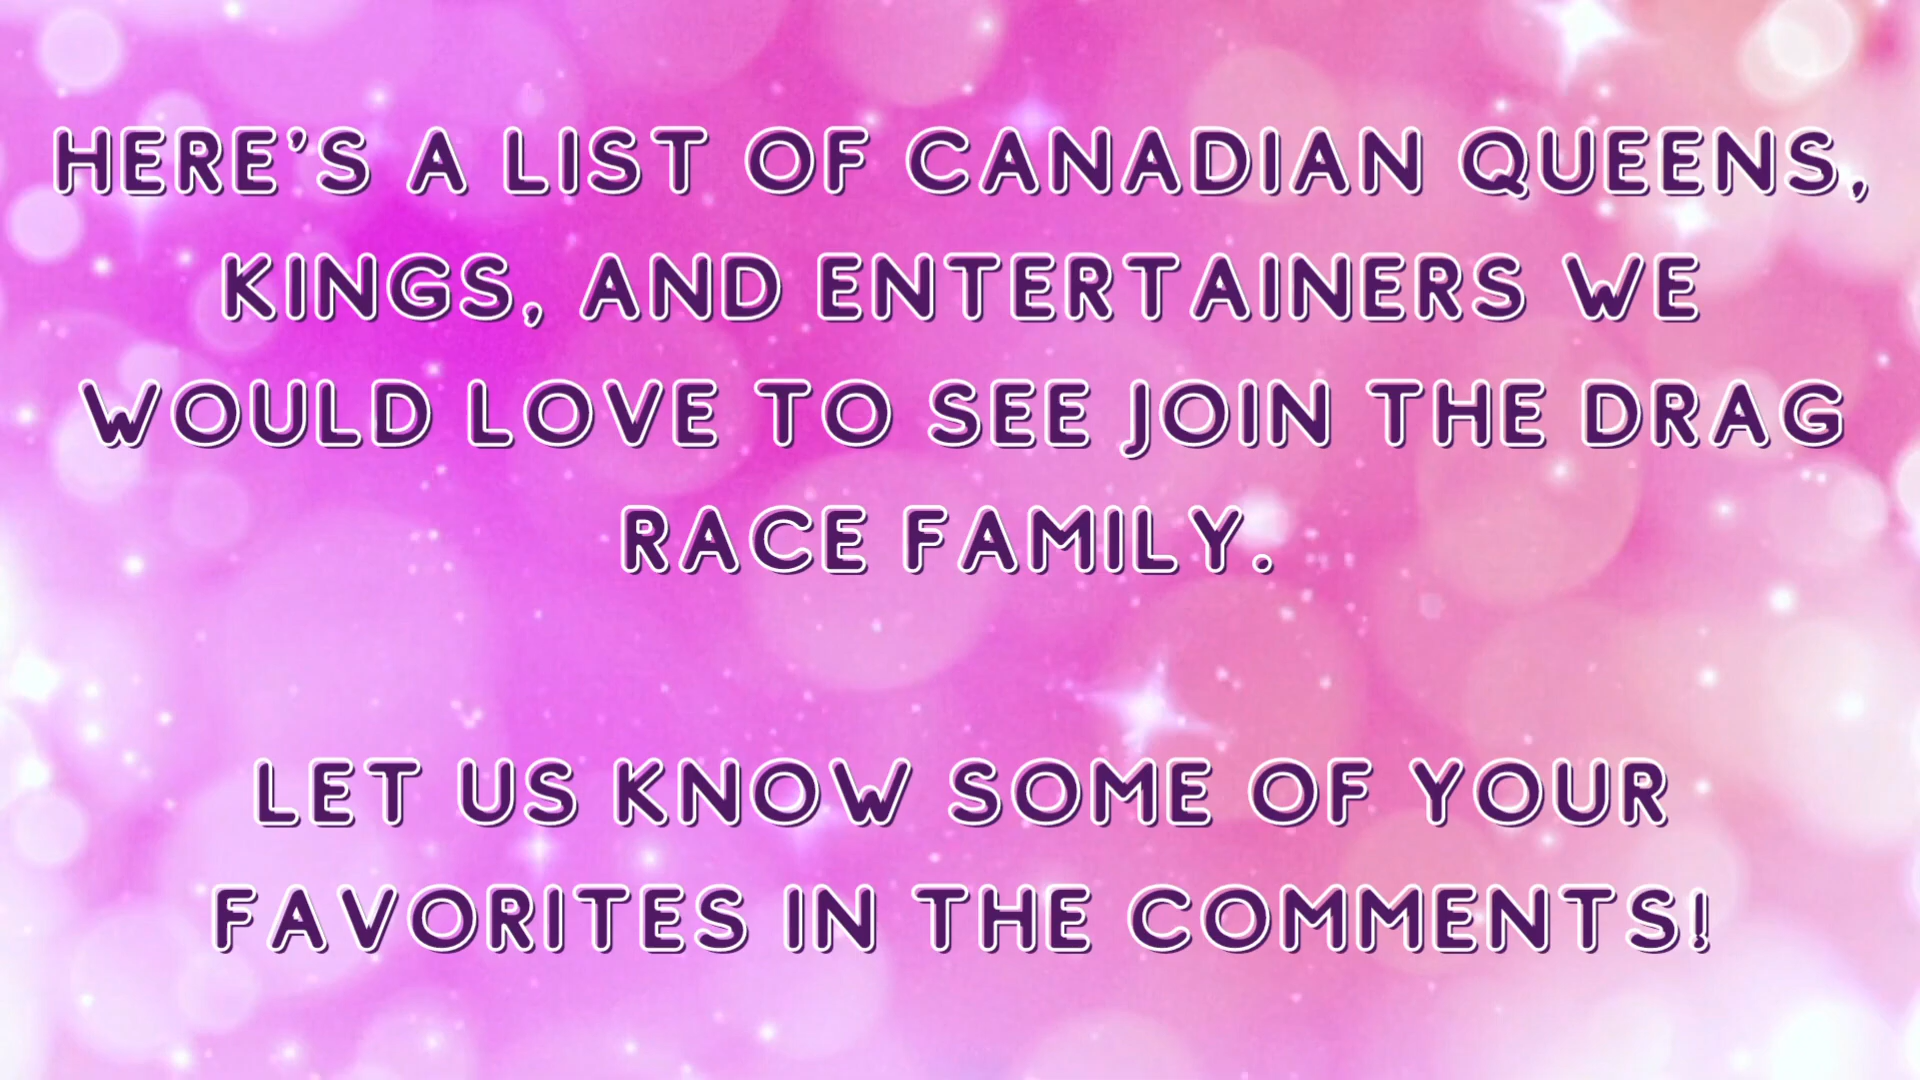 HERE'S A LIST OF CANADIAN QUEENS,
KINGS, AND ENTERTAINERS WE
WOULD LOVE TO SEE JOIN THE DRAG
RACE FAMILY.
LET US KNOW SOME OF YOUR
FAVORITES IN THE COMMENTS!